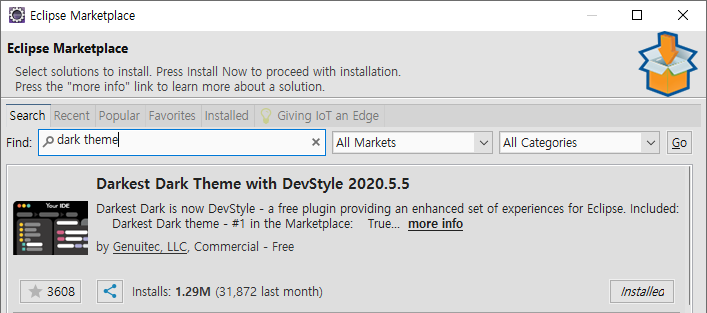 Eclipse Marketplace
Eclipse Marketplace
Select solutions to install. Press Install Now to proceed with installation.
Press the "more info" link to learn more about a solution.
Search Recent Popular Favorites Installed Giving IoT an Edge
Find: dark theme All Markets All Categories Go
Darkest Dark Theme with DevStyle 2020.5.5
Your IDE
Darkest Dark is now DevStyle - a free plugin providing an enhanced set of experiences for Eclipse. Included:
Darkest Dark theme - #1 in the Marketplace: True... more info
by Genuitec, LLC, Commercial - Free
3608 Installs: 1.29M (31,872 last month) Installed